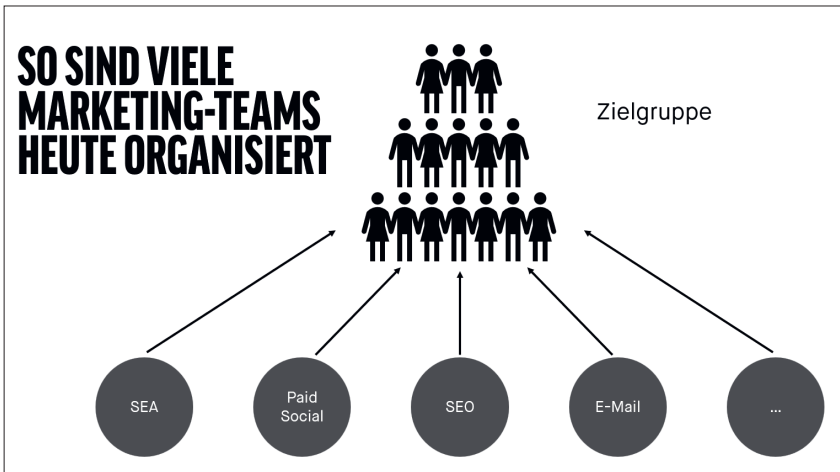 SO SIND VIELE
MARKETING-TEAMS
HEUTE ORGANISIERT
Zielgruppe
SEA
Paid
Social
SEO
E-Mail
...